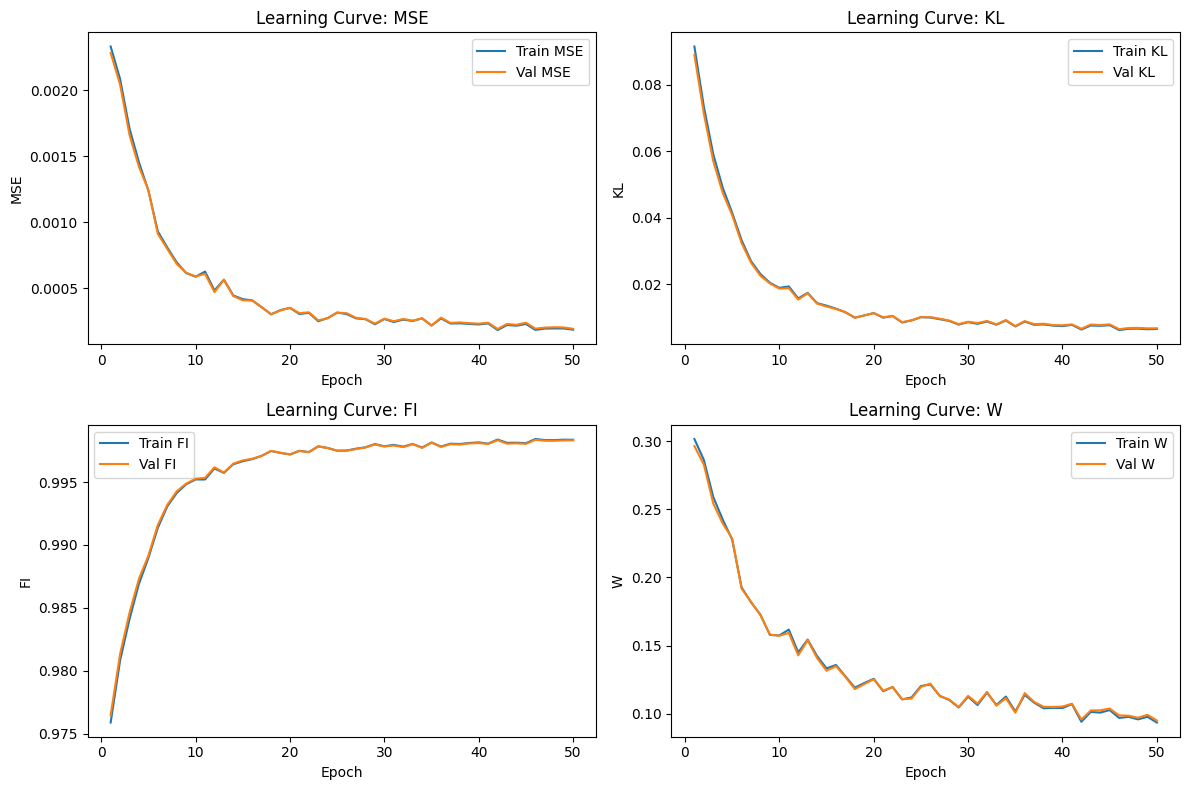 Learning Curve: MSE
MSE
0.0020
0.0015
0.0010
0.0005
0 10 20 30 40 50
Epoch
Train MSE
Val MSE
Learning Curve: KL
KL
0.08
0.06
0.04
0.02
0 10 20 30 40 50
Epoch
Train KL
Val KL
Learning Curve: FI
FI
0.995
0.990
0.985
0.980
0.975
0 10 20 30 40 50
Epoch
Train FI
Val FI
Learning Curve: W
W
0.30
0.25
0.20
0.15
0.10
0 10 20 30 40 50
Epoch
Train W
Val W